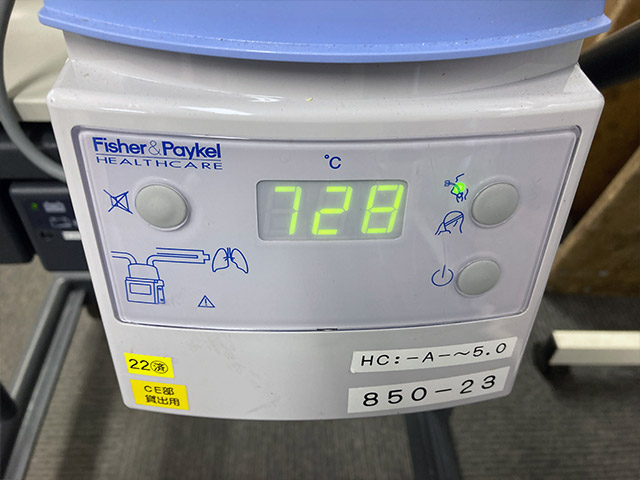 Fisher&Paykel
HEALTHCARE
°C
728
22済
CE部
貸出用
HC:-A-~5.0
850-23